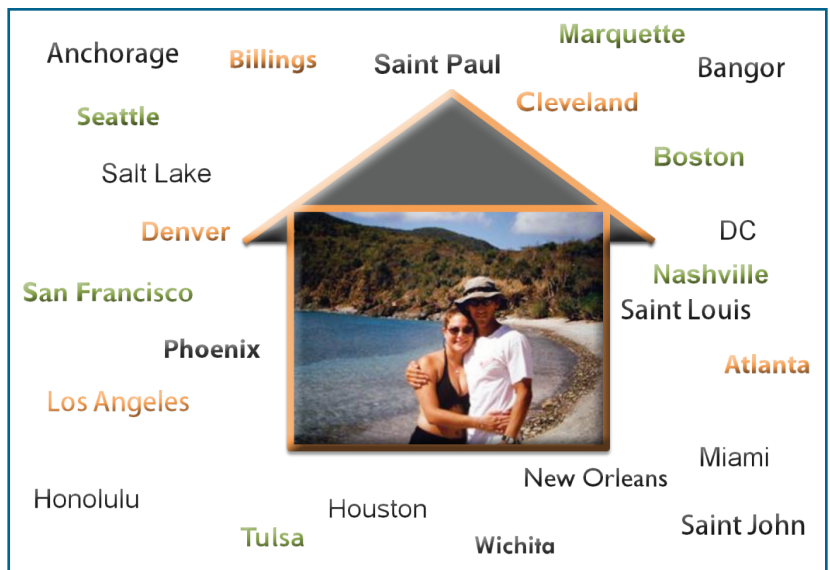 Marquette
Anchorage
Billings
Saint Paul
Bangor
Cleveland
Seattle
Boston
Salt Lake
Denver
DC
Nashville
San Francisco
Saint Louis
Phoenix
Atlanta
Los Angeles
Miami
New Orleans
Honolulu
Houston
Saint John
Tulsa
Wichita